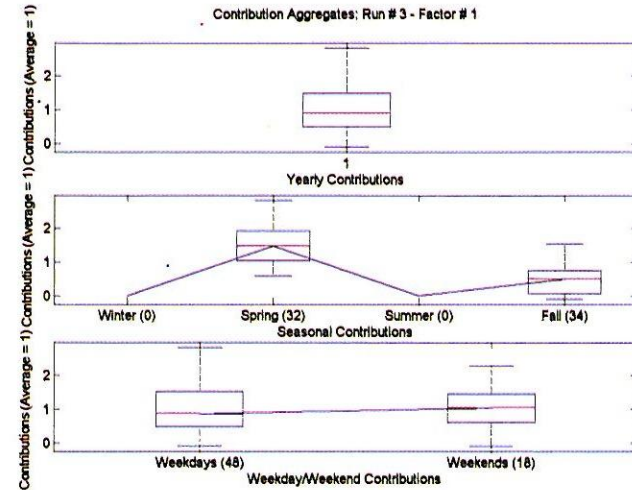 Contribution Aggregates; Run # 3 - Factor # 1
Contributions (Average = 1)
2
1
0
1
Yearly Contributions
Contributions (Average = 1)
2
1
0
Winter (0) Spring (32) Summer (0) Fall (34)
Seasonal Contributions
Contributions (Average = 1)
2
1
0
Weekdays (48) Weekends (18)
Weekday/Weekend Contributions